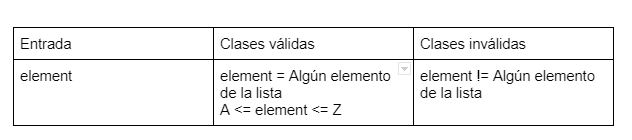 Entrada
Clases válidas
Clases inválidas
element
element = Algún elemento
de la lista
A <= element <= Z
element != Algún elemento
de la lista